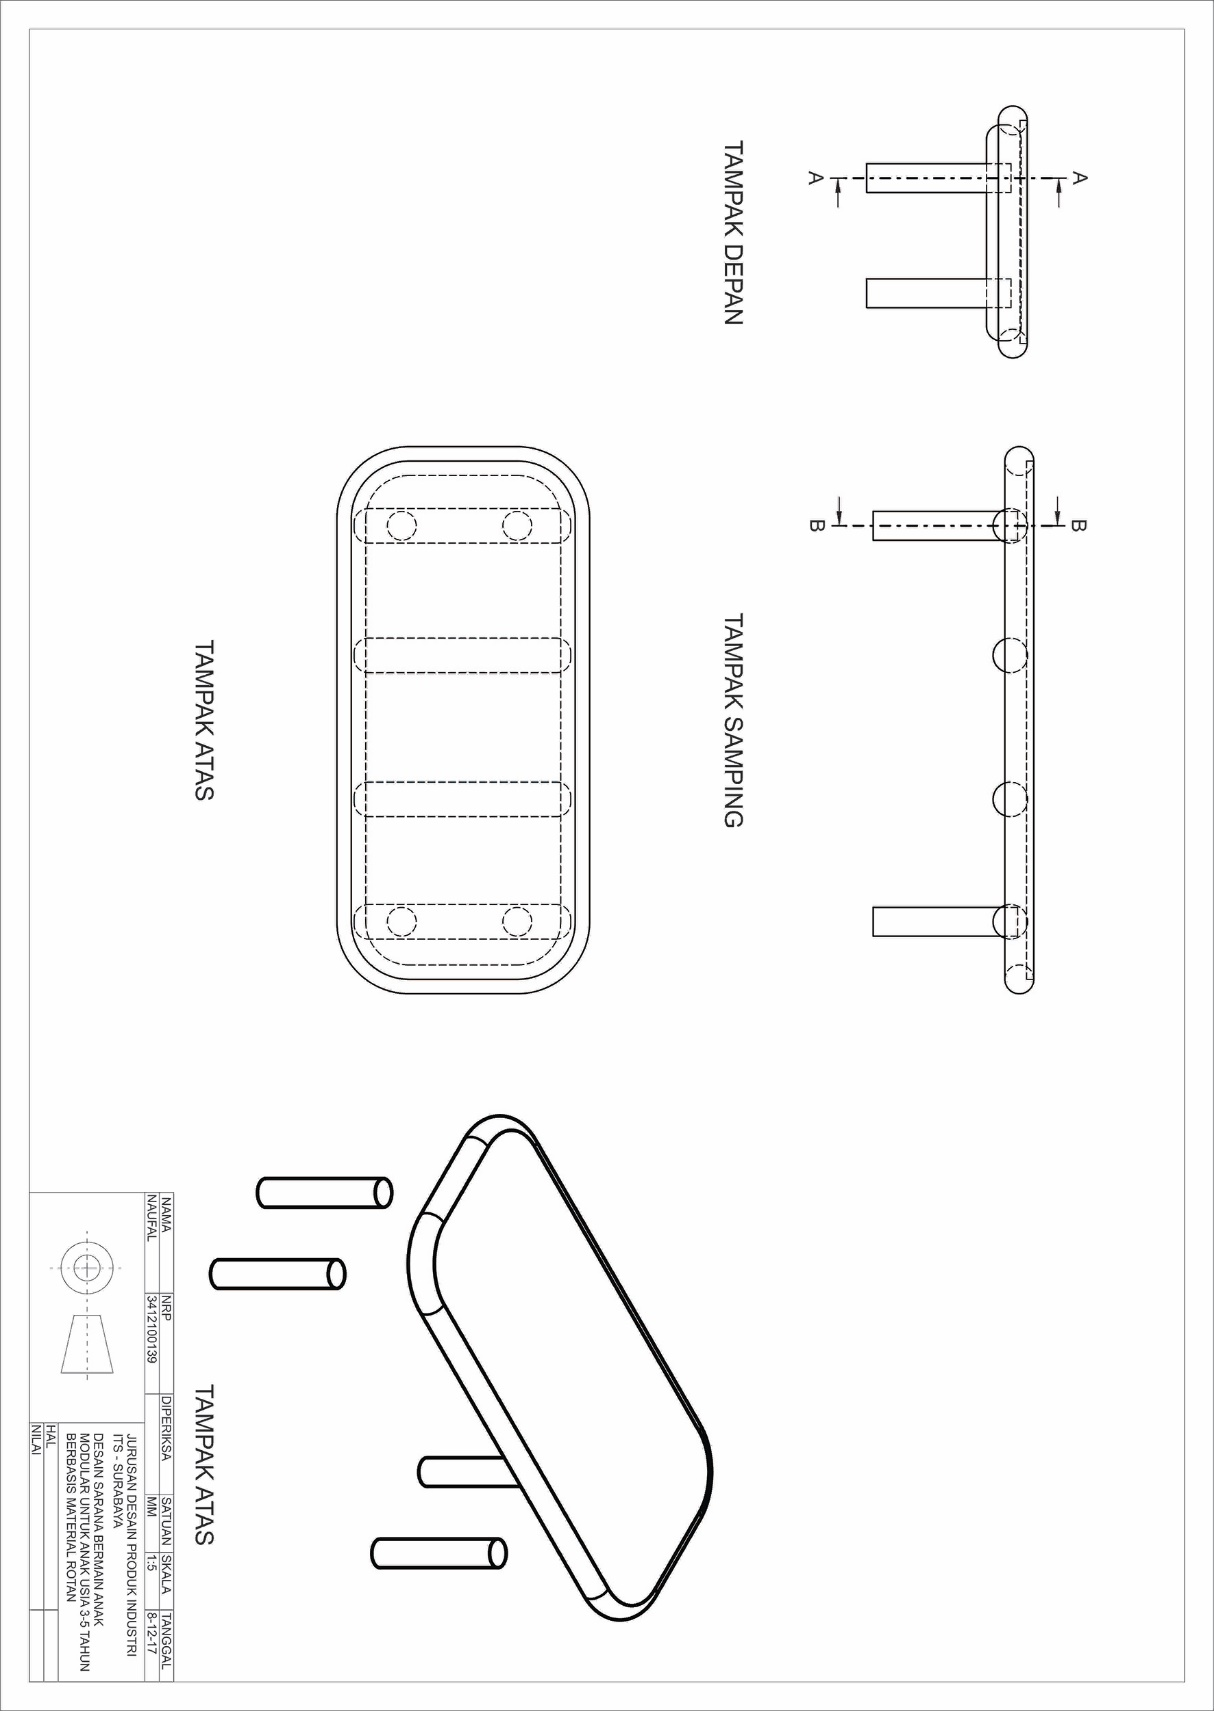 A
A
TAMPAK DEPAN
B
B
TAMPAK SAMPING
TAMPAK ATAS
TAMPAK ATAS
NAMA NRP DIPERIKSA SATUAN SKALA TANGGAL
NAUFAL 3412100139 MM 1:5 8-12-17
JURUSAN DESAIN PRODUK INDUSTRI
ITS - SURABAYA
DESAIN SARANA BERMAIN ANAK
MODULAR UNTUK ANAK USIA 3-5 TAHUN
BERBASIS MATERIAL ROTAN
HAL
NILAI